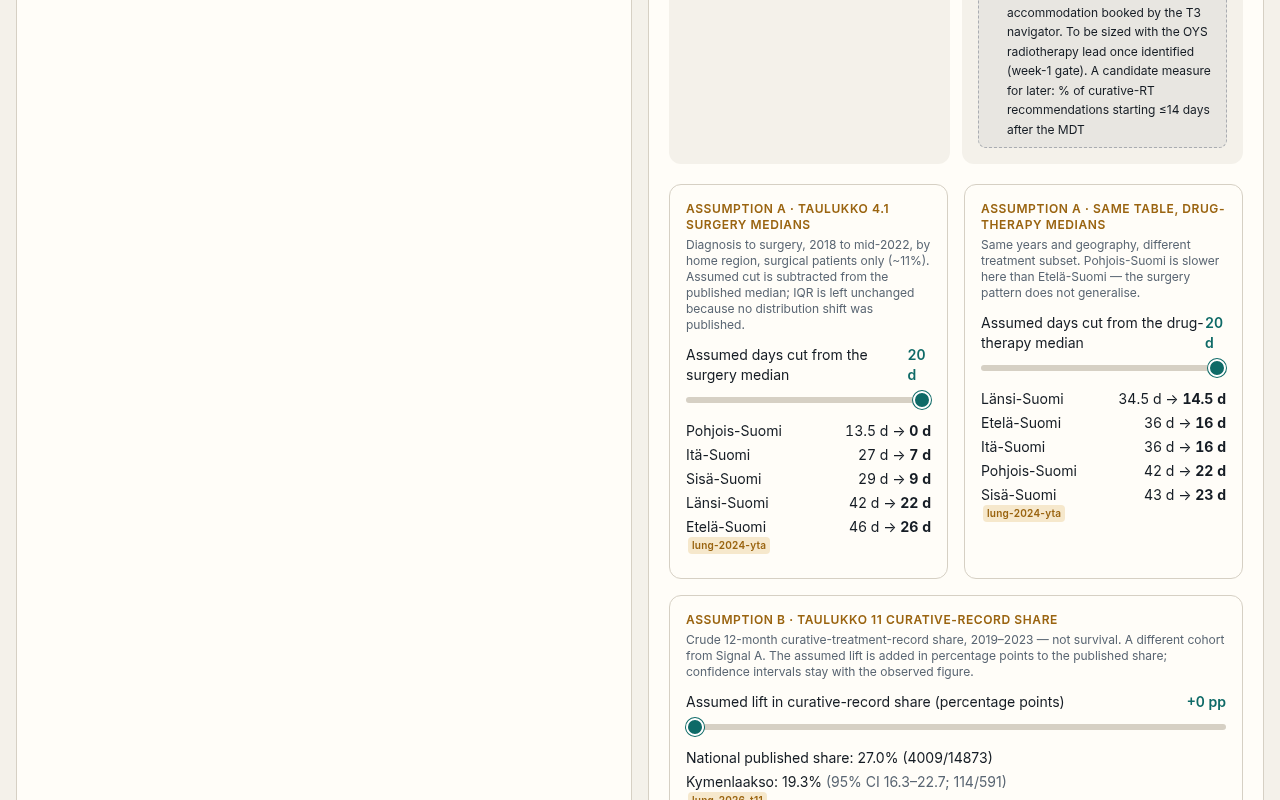 accommodation booked by the T3
navigator. To be sized with the OYS
radiotherapy lead once identified
(week-1 gate). A candidate measure
for later: % of curative-RT
recommendations starting ≤14 days
after the MDT
ASSUMPTION A · TAULUKKO 4.1
SURGERY MEDIANS
Diagnosis to surgery, 2018 to mid-2022, by
home region, surgical patients only (~11%).
Assumed cut is subtracted from the
published median; IQR is left unchanged
because no distribution shift was
published.
Assumed days cut from the 20
surgery median d
Pohjois-Suomi 13.5 d → 0 d
Itä-Suomi 27 d → 7 d
Sisä-Suomi 29 d → 9 d
Länsi-Suomi 42 d → 22 d
Etelä-Suomi 46 d → 26 d
lung-2024-yta
ASSUMPTION A · SAME TABLE, DRUG-
THERAPY MEDIANS
Same years and geography, different
treatment subset. Pohjois-Suomi is slower
here than Etelä-Suomi — the surgery
pattern does not generalise.
Assumed days cut from the drug- 20
therapy median d
Länsi-Suomi 34.5 d → 14.5 d
Etelä-Suomi 36 d → 16 d
Itä-Suomi 36 d → 16 d
Pohjois-Suomi 42 d → 22 d
Sisä-Suomi 43 d → 23 d
lung-2024-yta
ASSUMPTION B · TAULUKKO 11 CURATIVE-RECORD SHARE
Crude 12-month curative-treatment-record share, 2019–2023 — not survival. A different cohort
from Signal A. The assumed lift is added in percentage points to the published share;
confidence intervals stay with the observed figure.
Assumed lift in curative-record share (percentage points) +0 pp
National published share: 27.0% (4009/14873)
Kymenlaakso: 19.3% (95% CI 16.3–22.7; 114/591)
lung-2026-t11